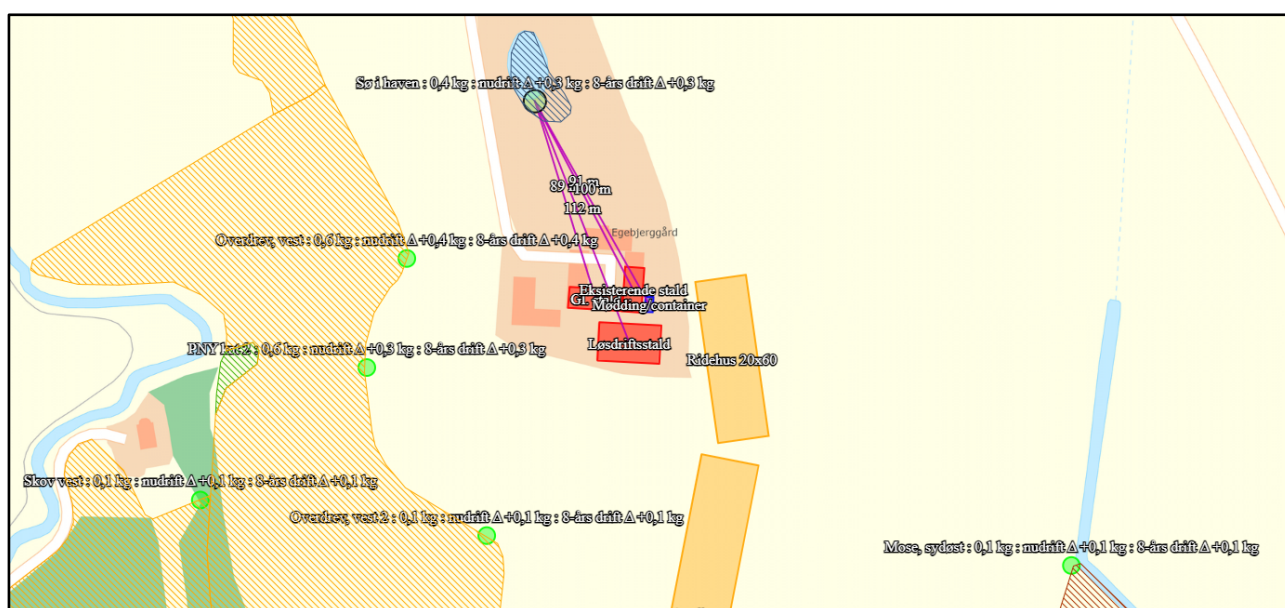 Sø i haven : 0,4 kg : nudrift Δ +0,3 kg : 8-års drift Δ +0,3 kg
91 m
89
100 m
112 m
Egebjerggård
Overdrev, vest : 0,6 kg : nudrift Δ +0,4 kg : 8-års drift Δ +0,4 kg
Eksisterende stald
Mødding/container
Løsdriftsstald
PNY kat 2 : 0,6 kg : nudrift Δ +0,3 kg : 8-års drift Δ +0,3 kg
Ridehus 20x60
Skov vest : 0,1 kg : nudrift Δ +0,1 kg : 8-års drift Δ +0,1 kg
Overdrev, vest 2 : 0,1 kg : nudrift Δ +0,1 kg : 8-års drift Δ +0,1 kg
Mose, sydøst : 0,1 kg : nudrift Δ +0,1 kg : 8-års drift Δ +0,1 kg